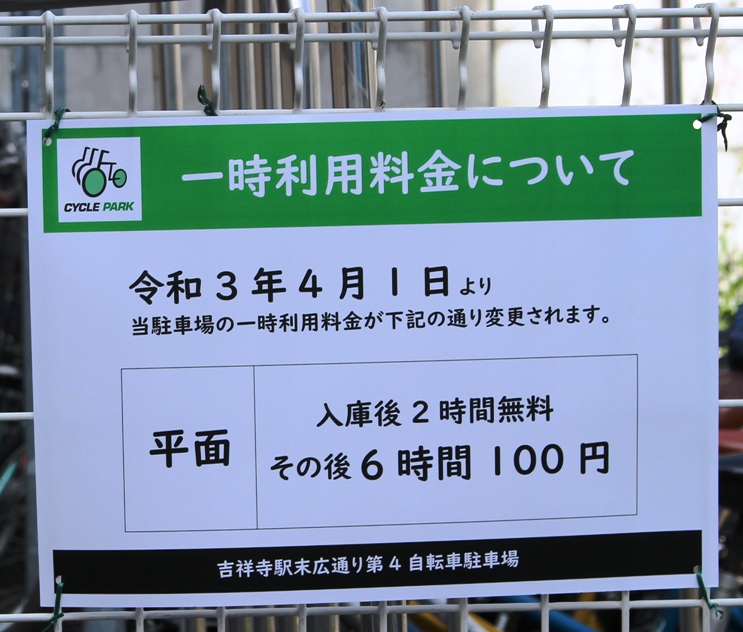 一時利用料金について
CYCLE PARK
令和3年4月1日より
当駐車場の一時利用料金が下記の通り変更されます。
平面
入庫後2時間無料
その後6時間100円
吉祥寺駅末広通り第4自転車駐車場